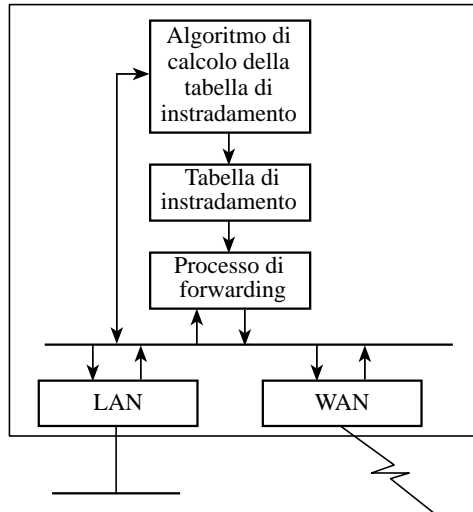 Algoritmo di
calcolo della
tabella di
instradamento
Tabella di
instradamento
Processo di
forwarding
LAN
WAN